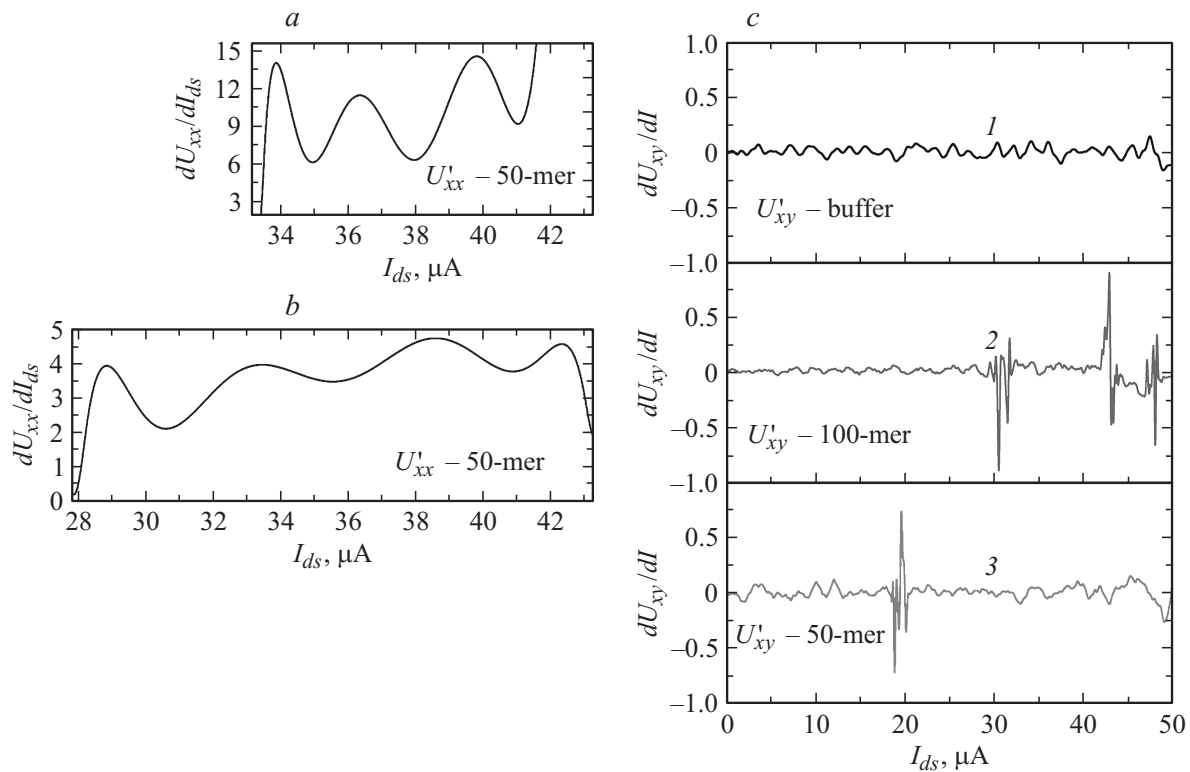 a
15
12
9
6
3
dU_xx/dI_ds
U'_xx – 50-mer
34 36 38 40 42
I_ds, μA
b
5
4
3
2
1
0
dU_xx/dI_ds
U'_xx – 50-mer
28 30 32 34 36 38 40 42
I_ds, μA
c
1.0
0.5
0
–0.5
–1.0
dU_xy/dI
1
U'_xy – buffer
0.5
0
–0.5
–1.0
dU_xy/dI
2
U'_xy – 100-mer
0.5
0
–0.5
–1.0
dU_xy/dI
3
U'_xy – 50-mer
0 10 20 30 40 50
I_ds, μA